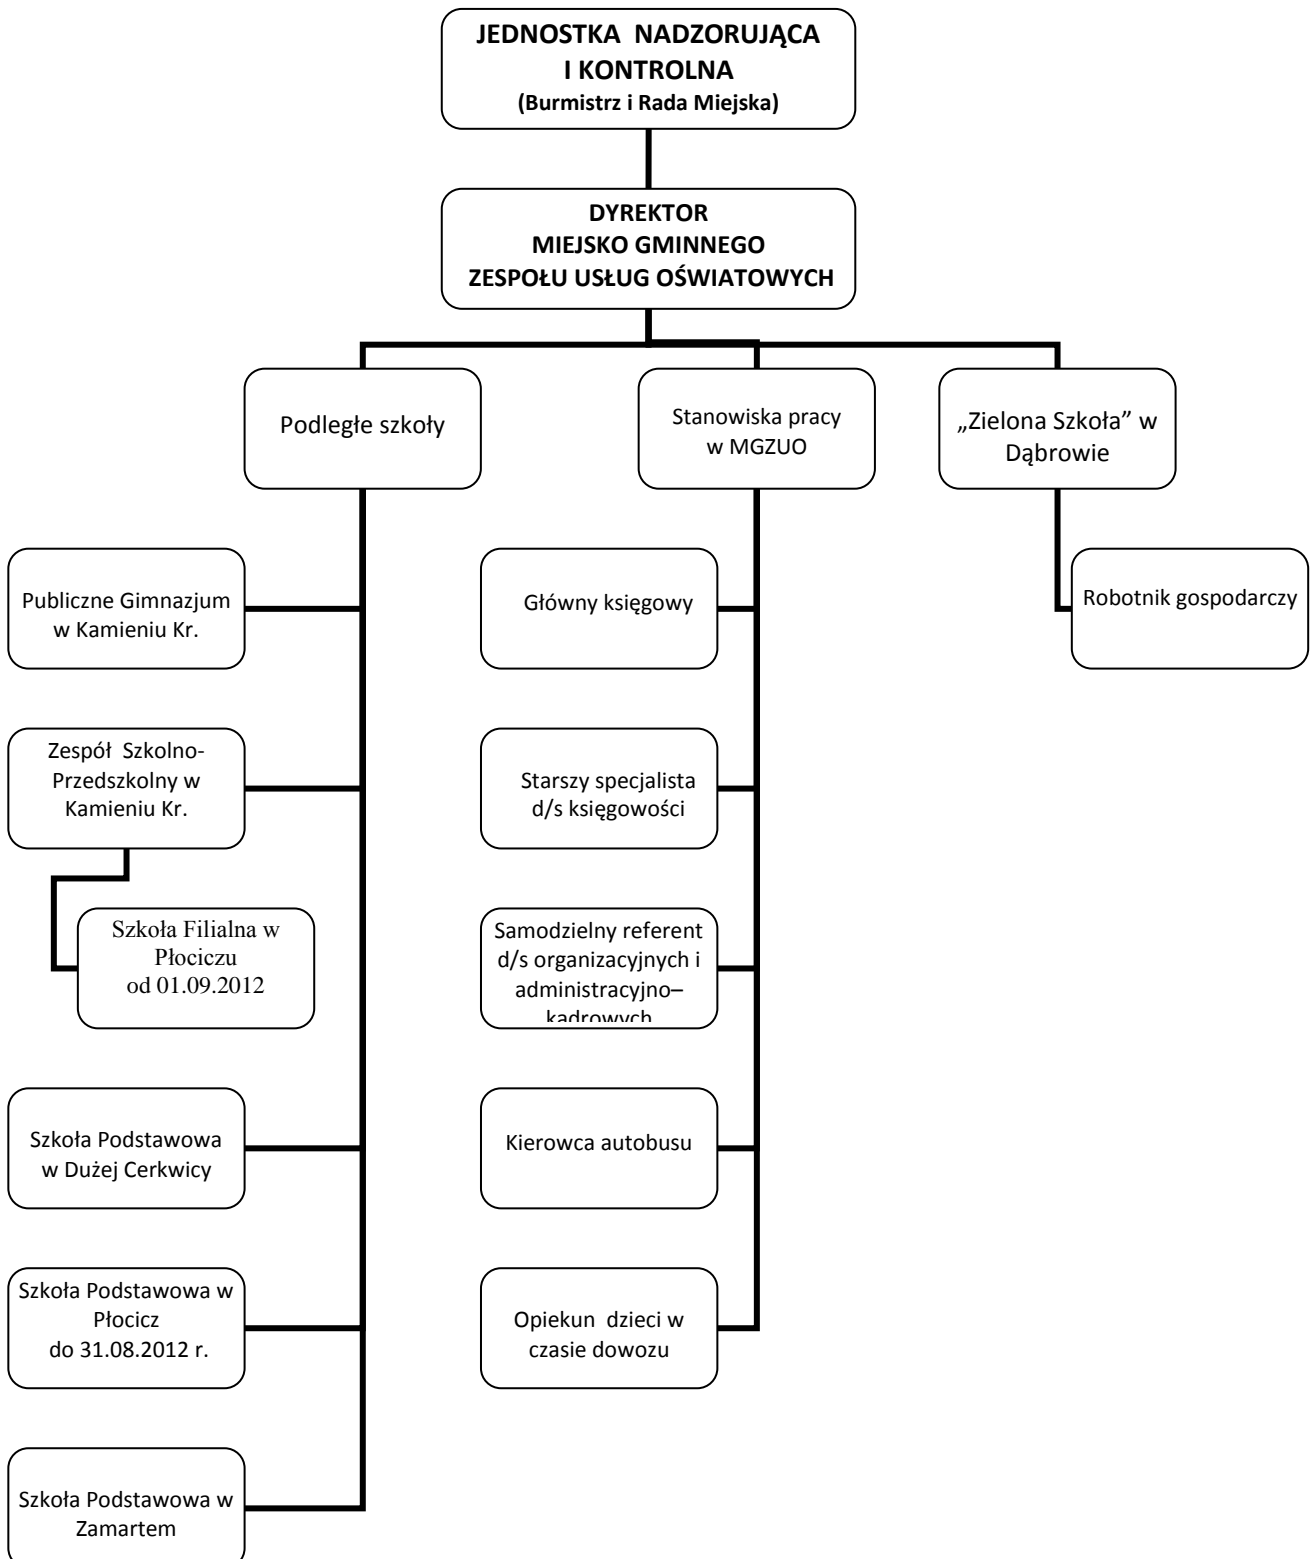 JEDNOSTKA NADZORUJĄCA
I KONTROLNA
(Burmistrz i Rada Miejska)
DYREKTOR
MIEJSKO GMINNEGO
ZESPOŁU USŁUG OŚWIATOWYCH
Podległe szkoły
Stanowiska pracy
w MGZUO
„Zielona Szkoła” w
Dąbrowie
Publiczne Gimnazjum
w Kamieniu Kr.
Główny księgowy
Robotnik gospodarczy
Zespół Szkolno-
Przedszkolny w
Kamieniu Kr.
Starszy specjalista
d/s księgowości
Szkoła Filialna w
Płociczu
od 01.09.2012
Samodzielny referent
d/s organizacyjnych i
administracyjno–
kadrowych
Szkoła Podstawowa
w Dużej Cerkwicy
Kierowca autobusu
Szkoła Podstawowa w
Płocicz
do 31.08.2012 r.
Opiekun dzieci w
czasie dowozu
Szkoła Podstawowa w
Zamartem